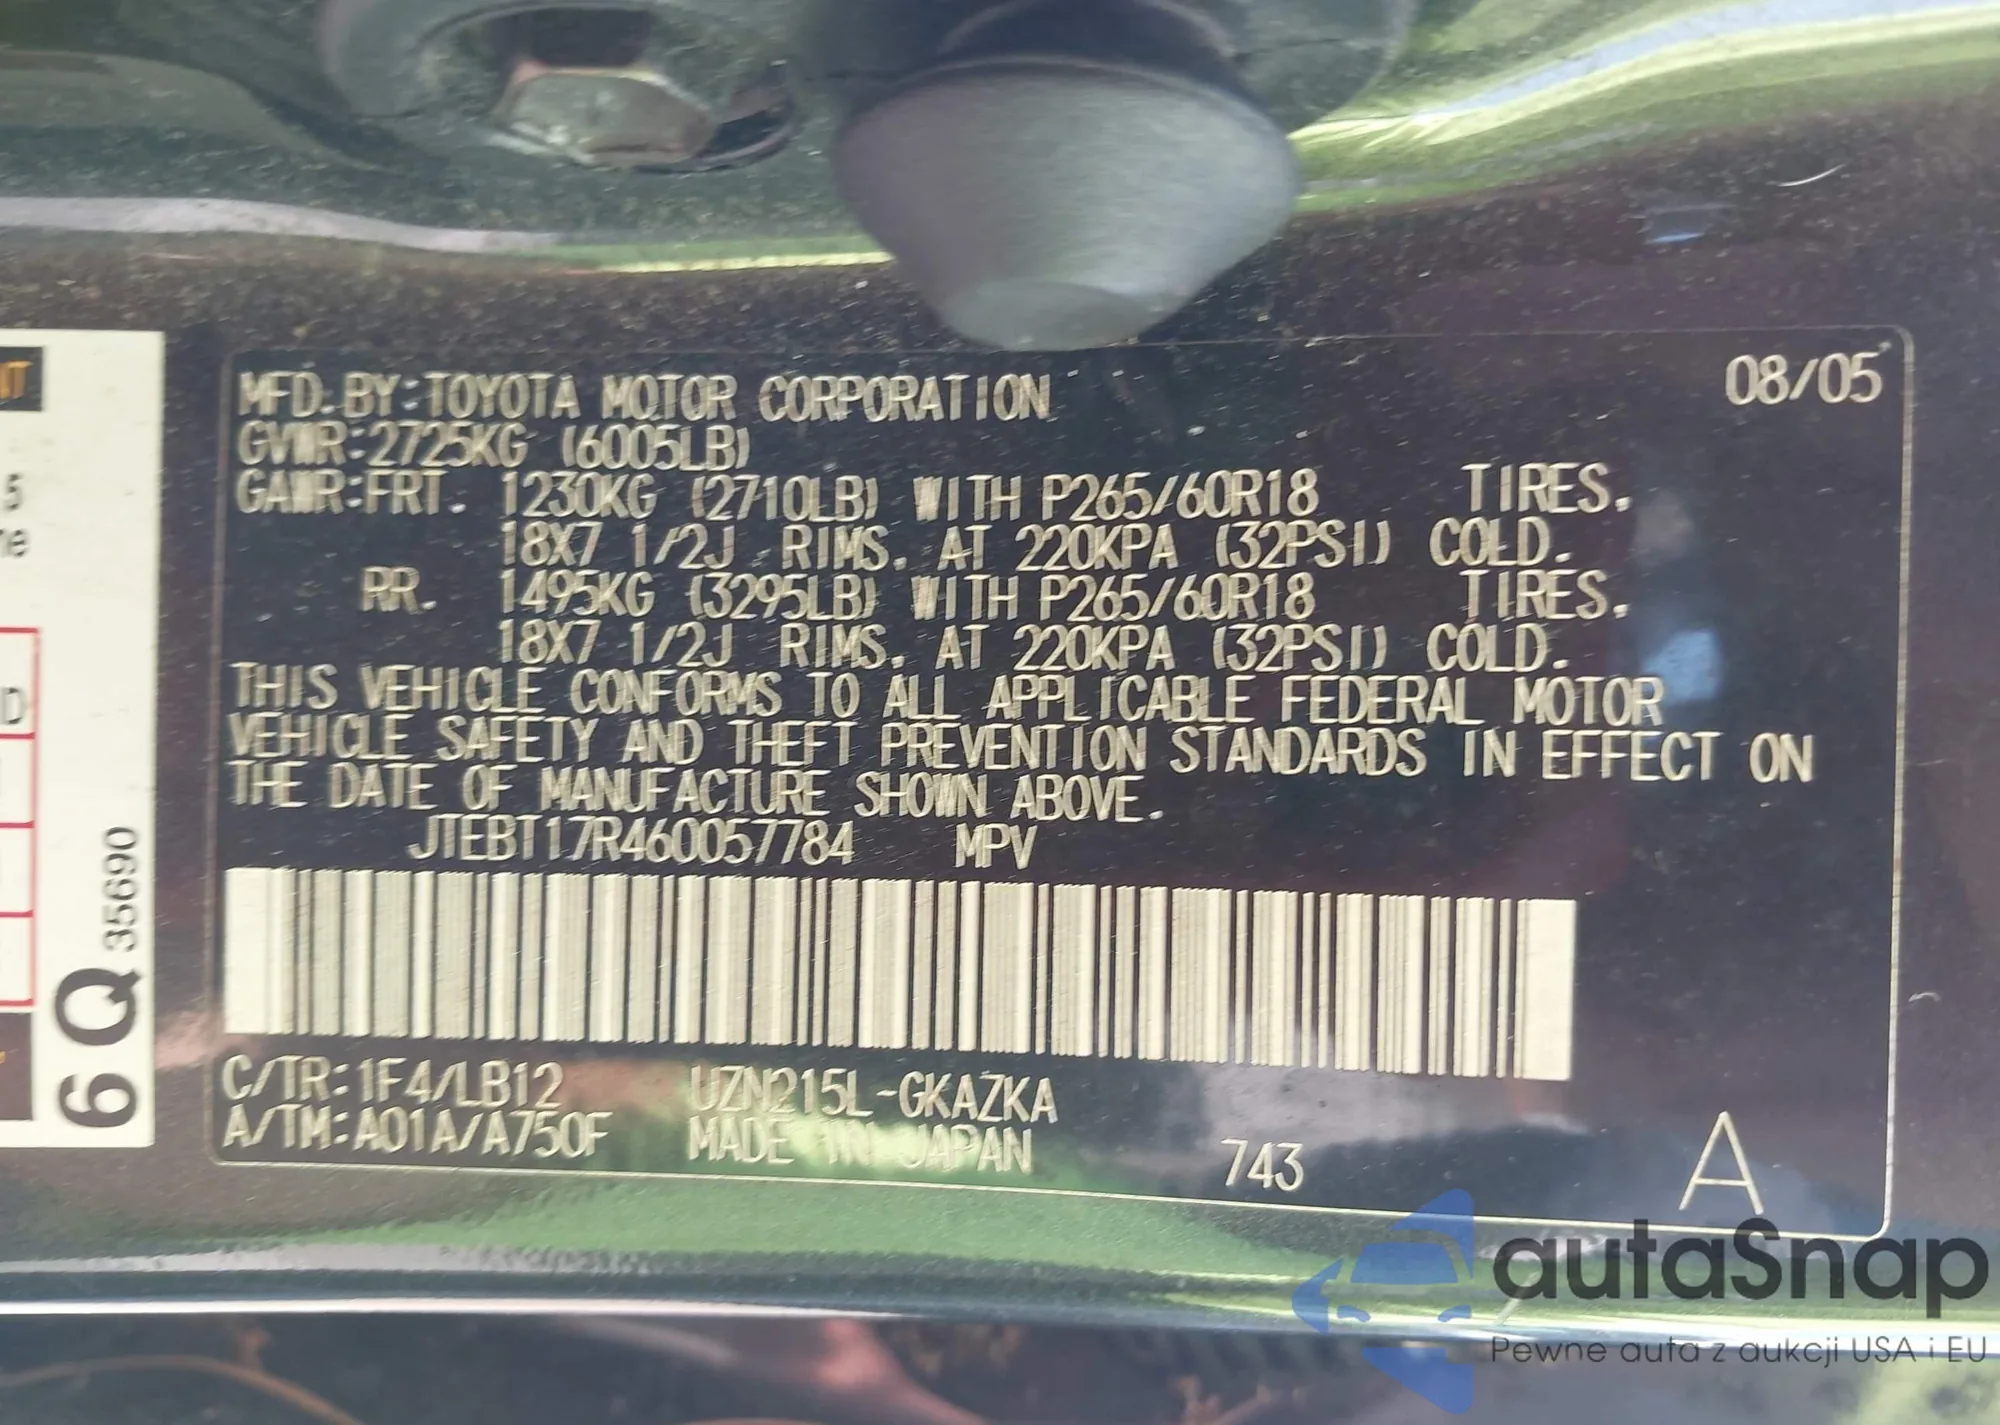 MFD.BY:TOYOTA MOTOR CORPORATION 08/05
GVWR:2725KG (6005LB)
GAWR:FRT. 1230KG (2710LB) WITH P265/60R18 TIRES.
18X7 1/2J RIMS. AT 220KPA (32PSI) COLD.
RR. 1495KG (3295LB) WITH P265/60R18 TIRES.
18X7 1/2J RIMS. AT 220KPA (32PSI) COLD.
THIS VEHICLE CONFORMS TO ALL APPLICABLE FEDERAL MOTOR
VEHICLE SAFETY AND THEFT PREVENTION STANDARDS IN EFFECT ON
THE DATE OF MANUFACTURE SHOWN ABOVE.
JTEBT17R460057784 MPV
C/TR:1F4/LB12 UZN215L-GKAZKA
A/TM:A01A/A750F MADE IN JAPAN 743 A
6Q 35690
5
autaSnap
Pewne auta z aukcji USA i EU